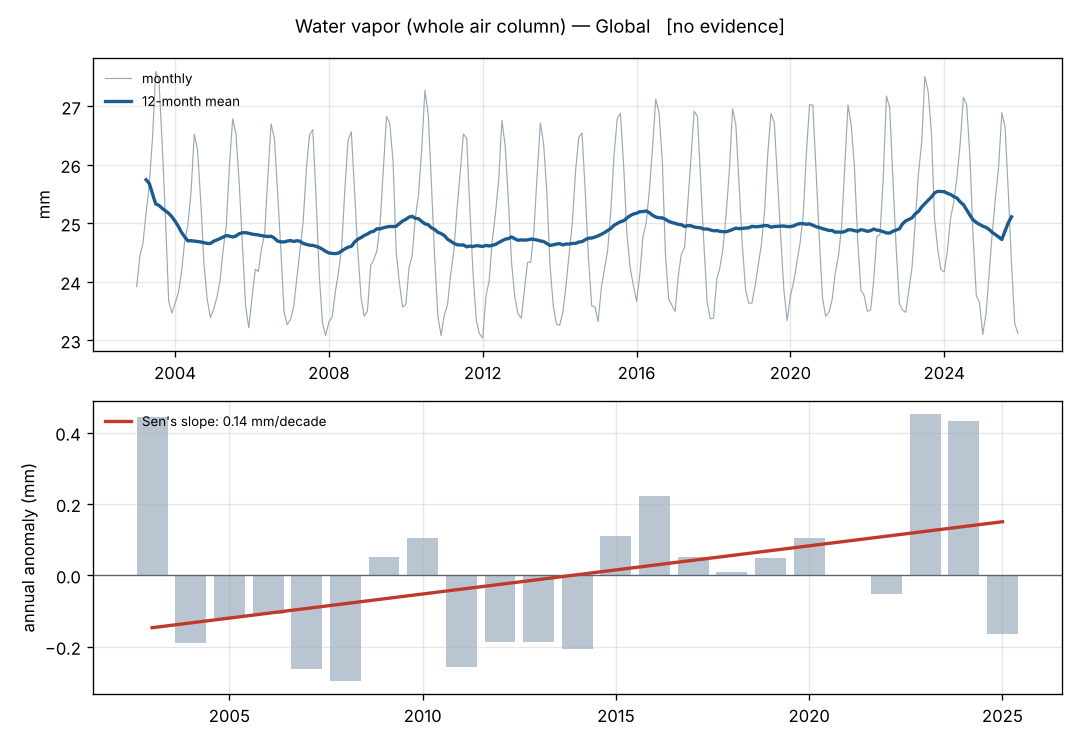 Water vapor (whole air column) — Global [no evidence]
monthly
12-month mean
mm
27
26
25
24
23
2004 2008 2012 2016 2020 2024
Sen's slope: 0.14 mm/decade
annual anomaly (mm)
0.4
0.2
0.0
−0.2
2005 2010 2015 2020 2025